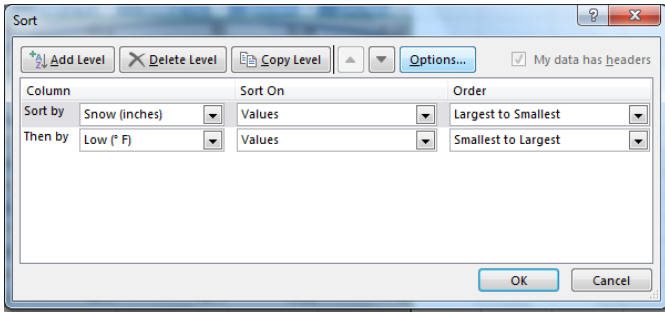 Sort
Add Level Delete Level Copy Level Options... My data has headers
Column Sort On Order
Sort by Snow (inches) Values Largest to Smallest
Then by Low (° F) Values Smallest to Largest
OK Cancel